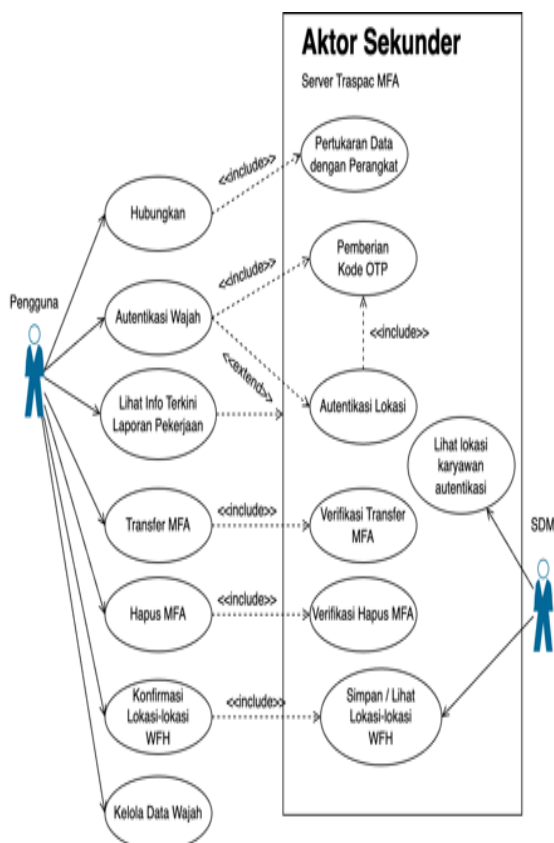 Aktor Sekunder
Server Traspac MFA
Pertukaran Data
dengan Perangkat
<<include>>
Hubungkan
Pemberian
Kode OTP
<<include>>
Pengguna
Autentikasi Wajah
<<include>>
<<extend>>
Lihat Info Terkini
Laporan Pekerjaan
Autentikasi Lokasi
Lihat lokasi
karyawan
autentikasi
Transfer MFA
<<include>>
Verifikasi Transfer
MFA
SDM
Hapus MFA
<<include>>
Verifikasi Hapus MFA
Konfirmasi
Lokasi-lokasi
WFH
<<include>>
Simpan / Lihat
Lokasi-lokasi
WFH
Kelola Data Wajah